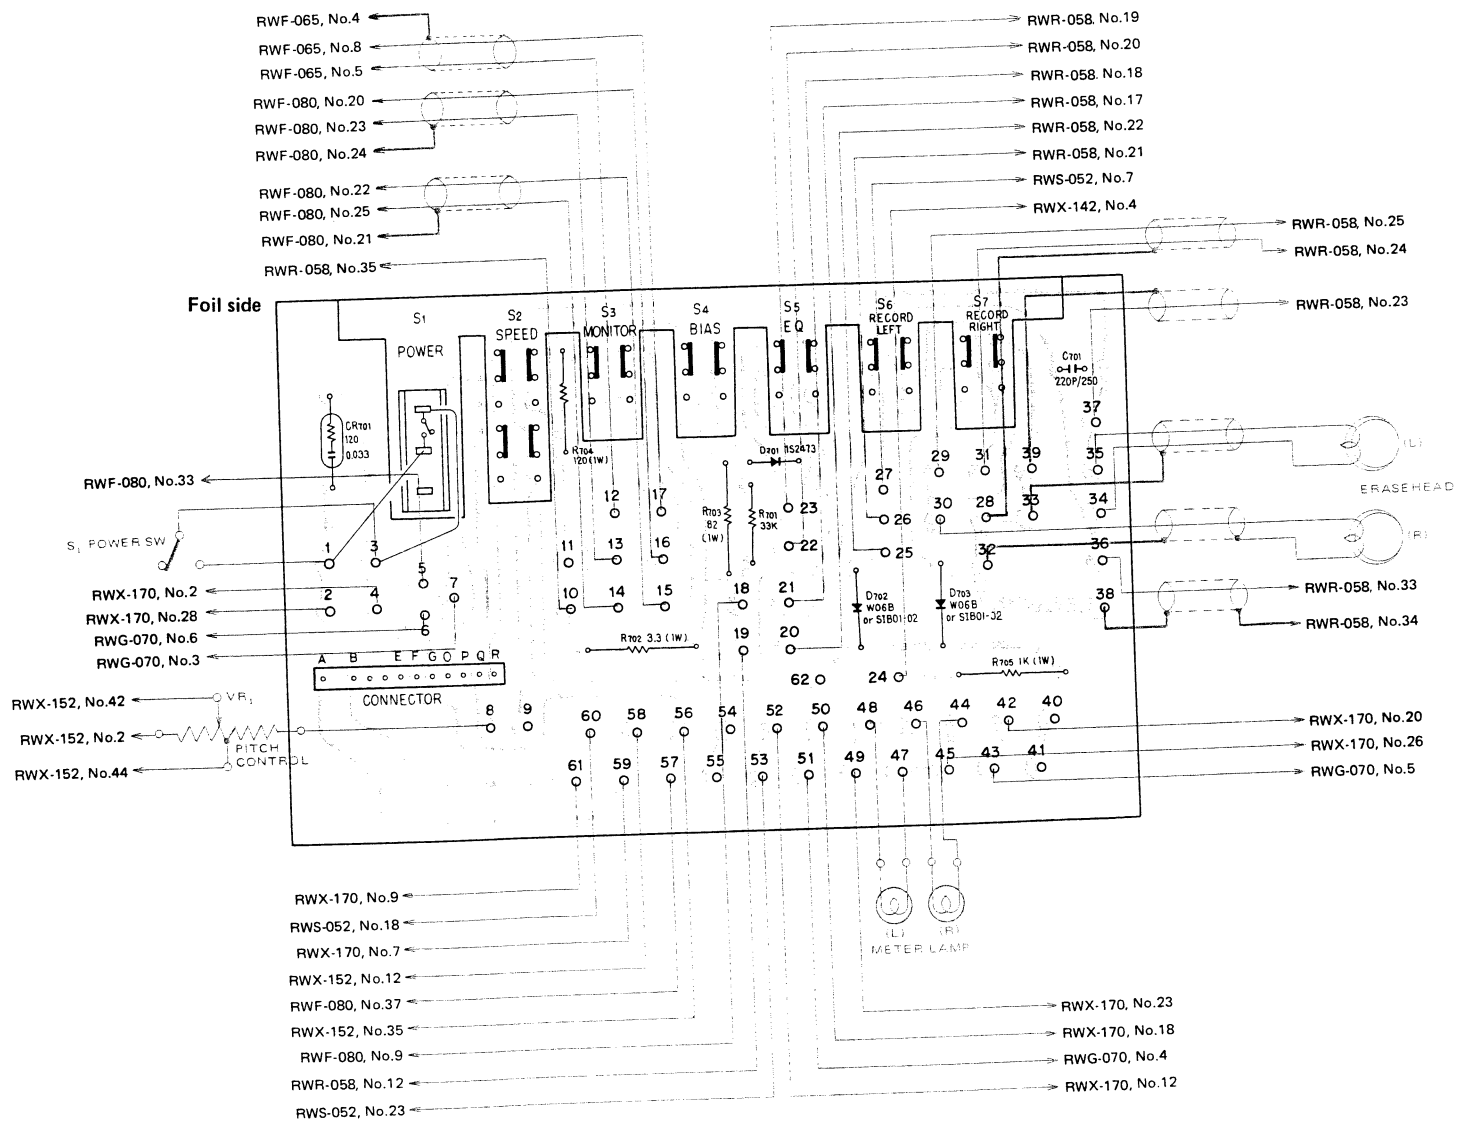 RWF-065, No.4
RWF-065, No.8
RWF-065, No.5
RWF-080, No.20
RWF-080, No.23
RWF-080, No.24
RWF-080, No.22
RWF-080, No.25
RWF-080, No.21
RWR-058, No.35
RWR-058, No.19
RWR-058, No.20
RWR-058. No.18
RWR-058, No.17
RWR-058, No.22
RWR-058, No.21
RWS-052, No.7
RWX-142, No.4
RWR-058, No.25
RWR-058, No.24
RWR-058, No.23
Foil side
S1
POWER
S2
SPEED
S3
MONITOR
S4
BIAS
S5
EQ
S6
RECORD
LEFT
S7
RECORD
RIGHT
C701
220P/250
CR701
120
0.033
R704
120(1W)
D701 1S2473
R703
82
(1W)
R701
33K
37
39
35
31
29
27
17
12
23
30
28
33
34
26
22
25
32
36
38
16
13
11
1
3
5
7
2
4
6
10
14
15
18
21
19
20
D702
W06B
or SIB01-02
D703
W06B
or SIB01-02
R702 3.3 (1W)
R705 1K (1W)
62
24
(L)
ERASEHEAD
(R)
RWF-080, No.33
S1 POWER SW
RWX-170, No.2
RWX-170, No.28
RWG-070, No.6
RWG-070, No.3
A B E F G O P Q R
CONNECTOR
RWX-152, No.42
VR1
RWX-152, No.2
PITCH
CONTROL
RWX-152, No.44
8 9 60 58 56 54 52 50 48 46 44 42 40
61 59 57 55 53 51 49 47 45 43 41
RWR-058, No.33
RWR-058, No.34
RWX-170, No.20
RWX-170, No.26
RWG-070, No.5
(L) (R)
METER LAMP
RWX-170, No.9
RWS-052, No.18
RWX-170, No.7
RWX-152, No.12
RWF-080, No.37
RWX-152, No.35
RWF-080, No.9
RWR-058, No.12
RWS-052, No.23
RWX-170, No.23
RWX-170, No.18
RWG-070, No.4
RWX-170, No.12